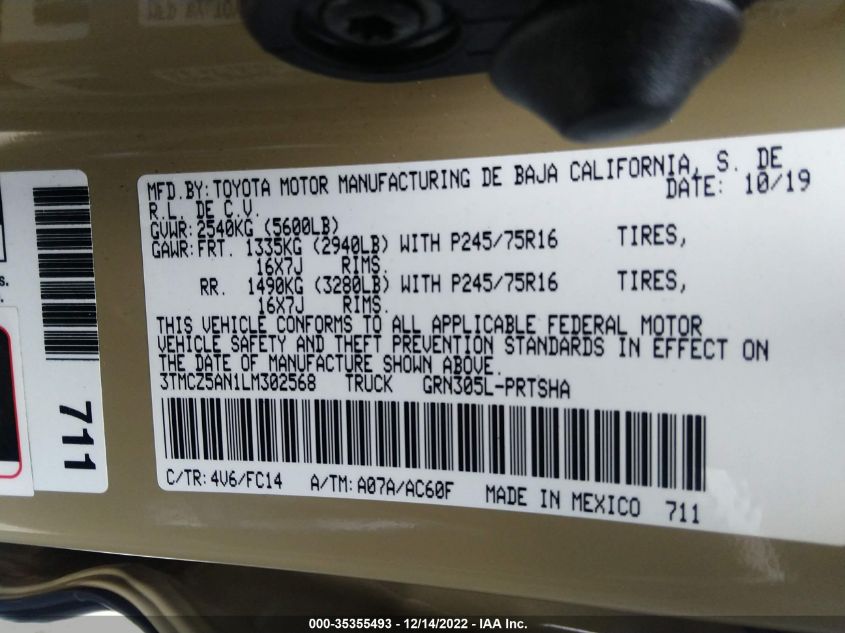 MFD.BY:TOYOTA MOTOR MANUFACTURING DE BAJA CALIFORNIA, S. DE
R.L. DE C.V. DATE: 10/19
GVWR:2540KG (5600LB)
GAWR:FRT. 1335KG (2940LB) WITH P245/75R16 TIRES,
16X7J RIMS.
RR. 1490KG (3280LB) WITH P245/75R16 TIRES,
16X7J RIMS.
THIS VEHICLE CONFORMS TO ALL APPLICABLE FEDERAL MOTOR
VEHICLE SAFETY AND THEFT PREVENTION STANDARDS IN EFFECT ON
THE DATE OF MANUFACTURE SHOWN ABOVE.
3TMCZ5AN1LM302568 TRUCK GRN305L-PRTSHA
C/TR: 4V6/FC14 A/TM: A07A/AC60F MADE IN MEXICO 711
711
000-35355493 - 12/14/2022 - IAA Inc.